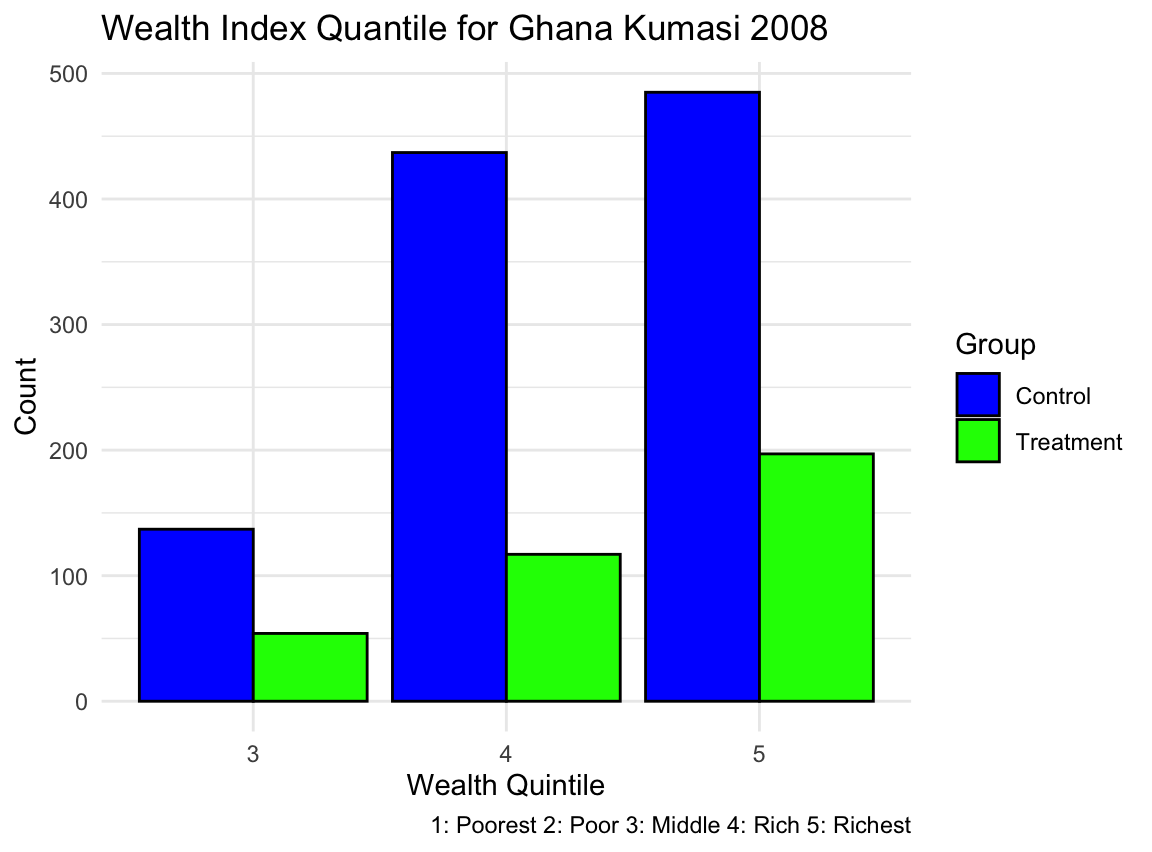 Wealth Index Quantile for Ghana Kumasi 2008
500
400
300
200
100
0
Count
3 4 5
Wealth Quintile
1: Poorest 2: Poor 3: Middle 4: Rich 5: Richest
Group
Control
Treatment